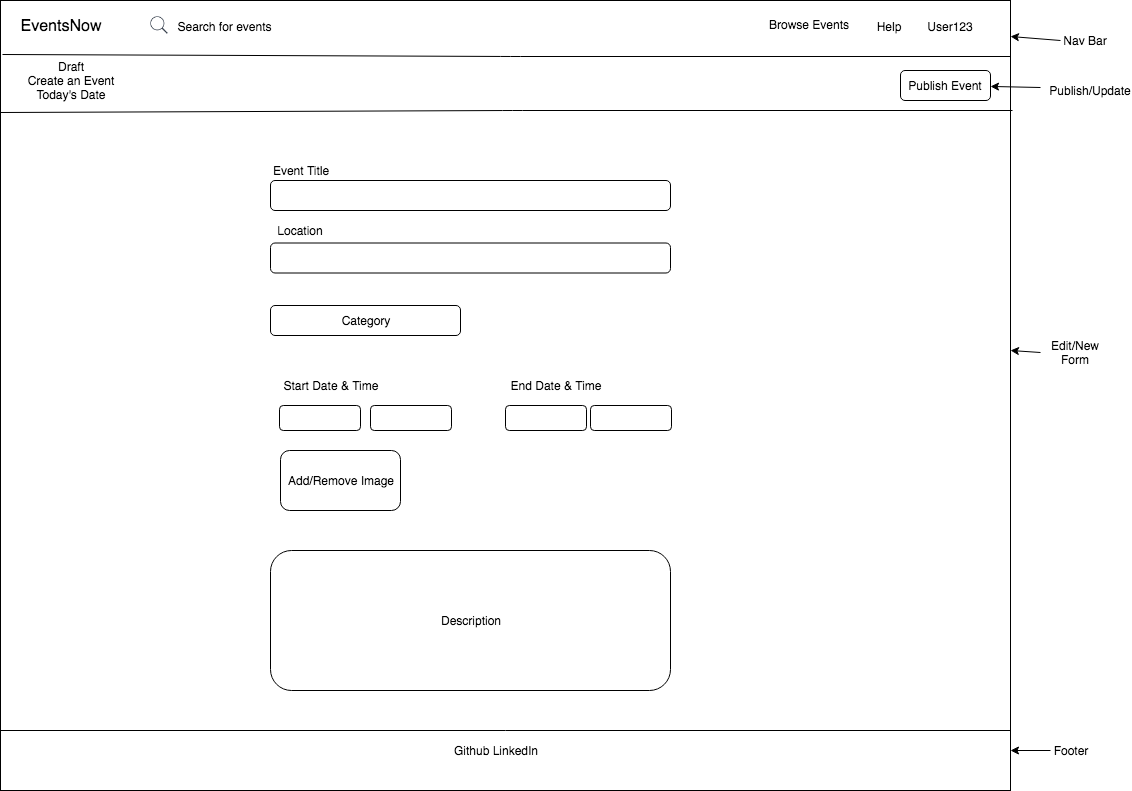 EventsNow
Search for events
Browse Events
Help
User123
Nav Bar
Draft
Create an Event
Today's Date
Publish Event
Publish/Update
Event Title
Location
Category
Edit/New
Form
Start Date & Time
End Date & Time
Add/Remove Image
Description
Github LinkedIn
Footer